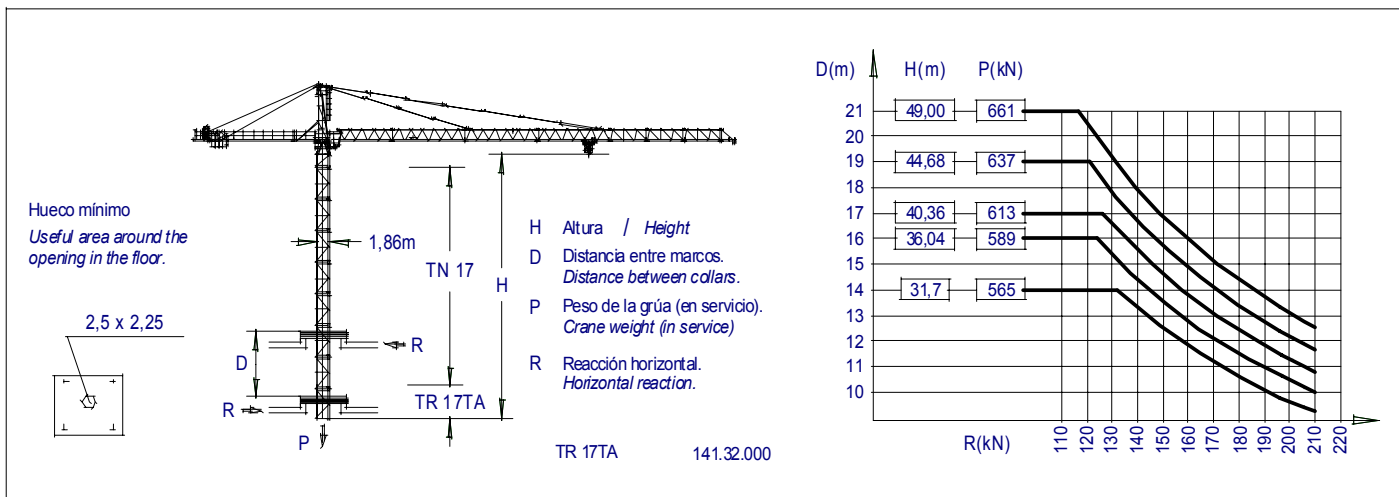 Hueco mínimo
Useful area around the
opening in the floor.
2,5 x 2,25
1,86m
TN 17
H
D
R
R
TR 17TA
P
H Altura / Height
D Distancia entre marcos.
Distance between collars.
P Peso de la grúa (en servicio).
Crane weight (in service)
R Reacción horizontal.
Horizontal reaction.
TR 17TA 141.32.000
D(m) H(m) P(kN)
21 49,00 661
20
19 44,68 637
18
17 40,36 613
16 36,04 589
15
14 31,7 565
13
12
11
10
R(kN) 110 120 130 140 150 160 170 180 190 200 210 220